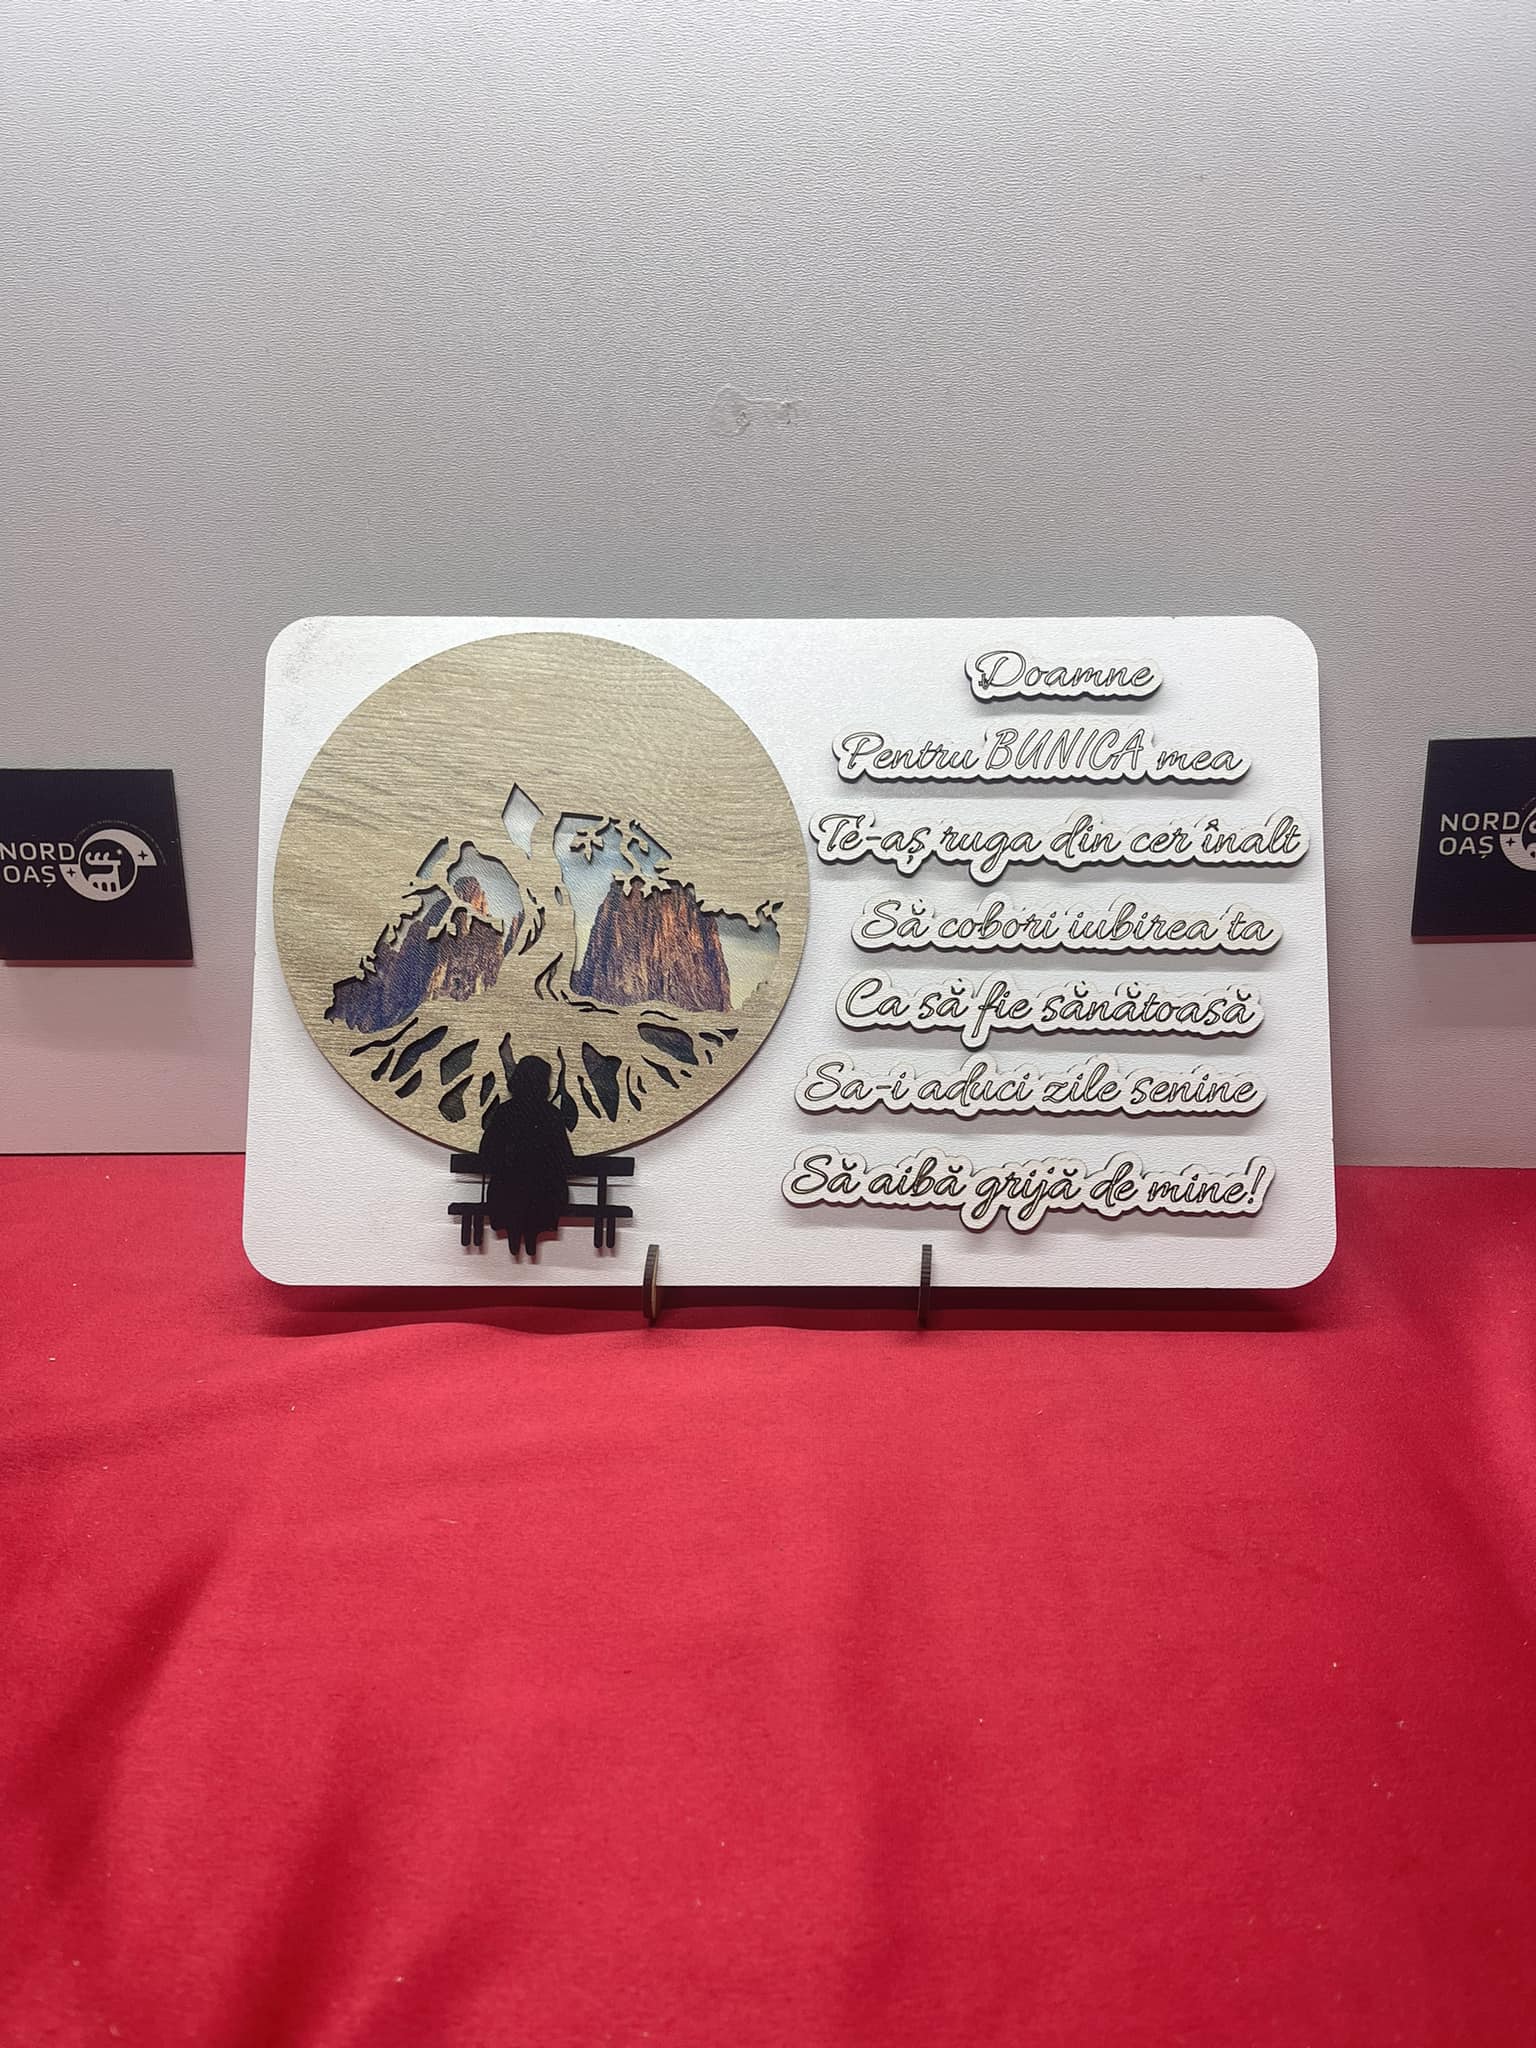 Doamne
Pentru BUNICA mea
Te-aș ruga din cer înalt
Să cobori iubirea ta
Ca să fie sănătoasă
Sa-i aduci zile senine
Să aibă grijă de mine!
NORD
OAȘ
NORD
OAȘ